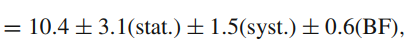 = 10.4 ± 3.1(stat.) ± 1.5(syst.) ± 0.6(BF),